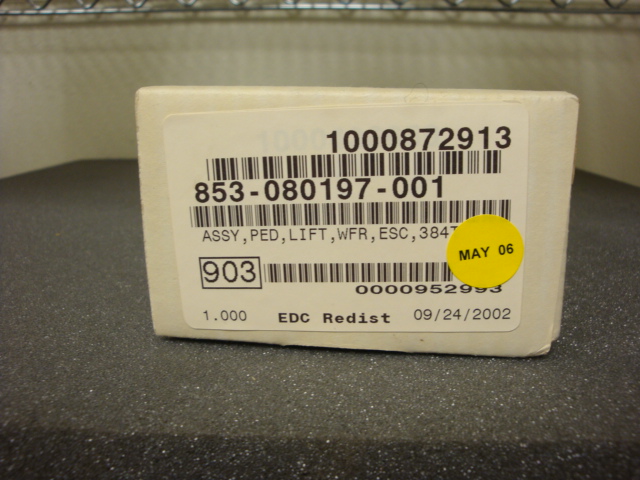 1000872913
853-080197-001
ASSY,PED,LIFT,WFR,ESC,384
MAY 06
903
0000952993
1.000 EDC Redist 09/24/2002